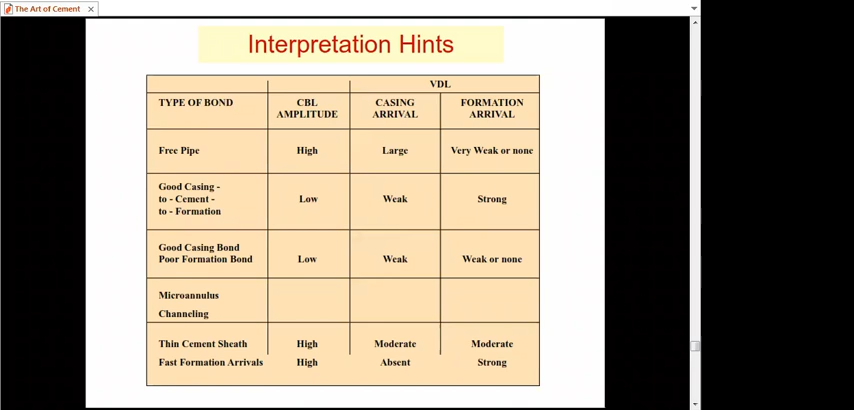 The Art of Cement
Interpretation Hints
VDL
TYPE OF BOND CBL AMPLITUDE CASING ARRIVAL FORMATION ARRIVAL
Free Pipe High Large Very Weak or none
Good Casing -
to - Cement - Low Weak Strong
to - Formation
Good Casing Bond
Poor Formation Bond Low Weak Weak or none
Microannulus
Channeling
Thin Cement Sheath High Moderate Moderate
Fast Formation Arrivals High Absent Strong